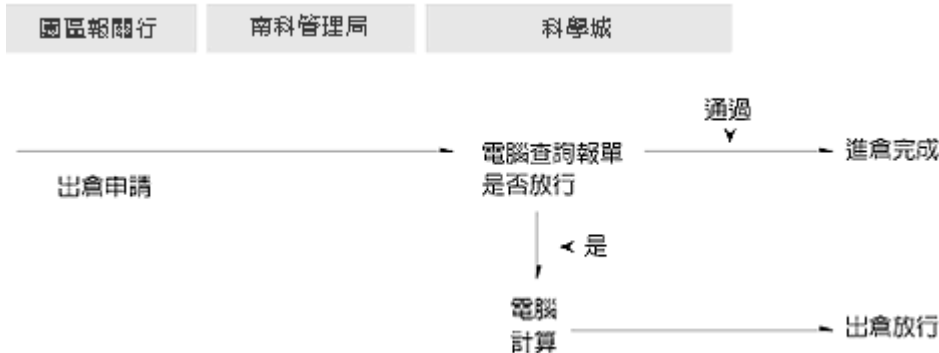 園區報關行
南科管理局
科學城
通過
電腦查詢報單
是否放行
進倉完成
出倉申請
是
電腦
計算
出倉放行